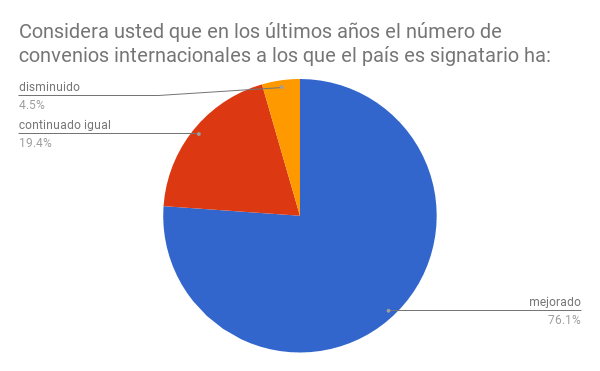 Considera usted que en los últimos años el número de
convenios internacionales a los que el país es signatario ha:
disminuido
4.5%
continuado igual
19.4%
mejorado
76.1%